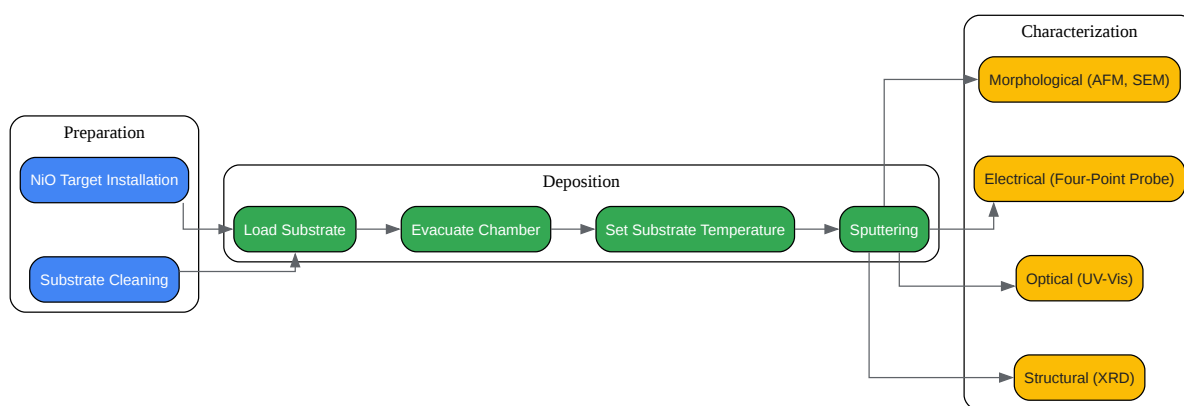 Preparation
NiO Target Installation
Substrate Cleaning
Deposition
Load Substrate
Evacuate Chamber
Set Substrate Temperature
Sputtering
Characterization
Morphological (AFM, SEM)
Electrical (Four-Point Probe)
Optical (UV-Vis)
Structural (XRD)